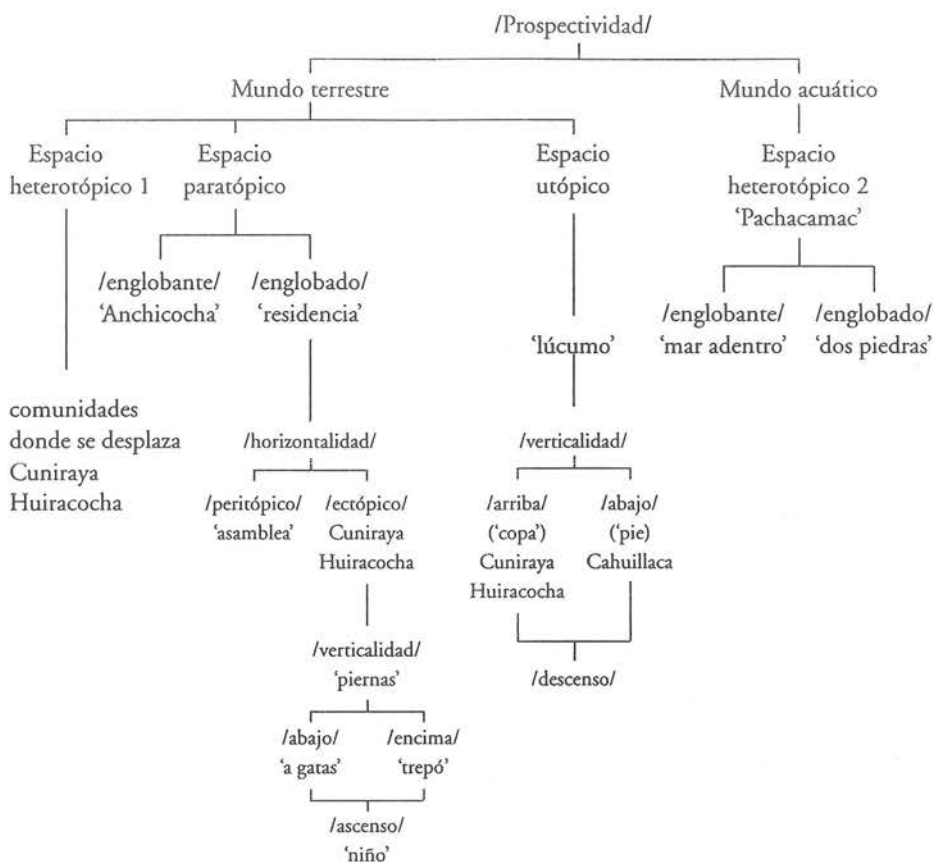 /Prospectividad/
Mundo terrestre
Mundo acuático
Espacio
heterotópico 1
Espacio
paratópico
Espacio
utópico
Espacio
heterotópico 2
‘Pachacamac’
/englobante/
‘Anchicocha’
/englobado/
‘residencia’
‘lúcumo’
/englobante/
‘mar adentro’
/englobado/
‘dos piedras’
comunidades
donde se desplaza
Cuniraya
Huiracocha
/horizontalidad/
/verticalidad/
/peritópico/
‘asamblea’
/ectópico/
Cuniraya
Huiracocha
/arriba/
(‘copa’)
Cuniraya
Huiracocha
/abajo/
(‘pie)
Cahuillaca
/verticalidad/
‘piernas’
/descenso/
/abajo/
‘a gatas’
/encima/
‘trepó’
/ascenso/
‘niño’